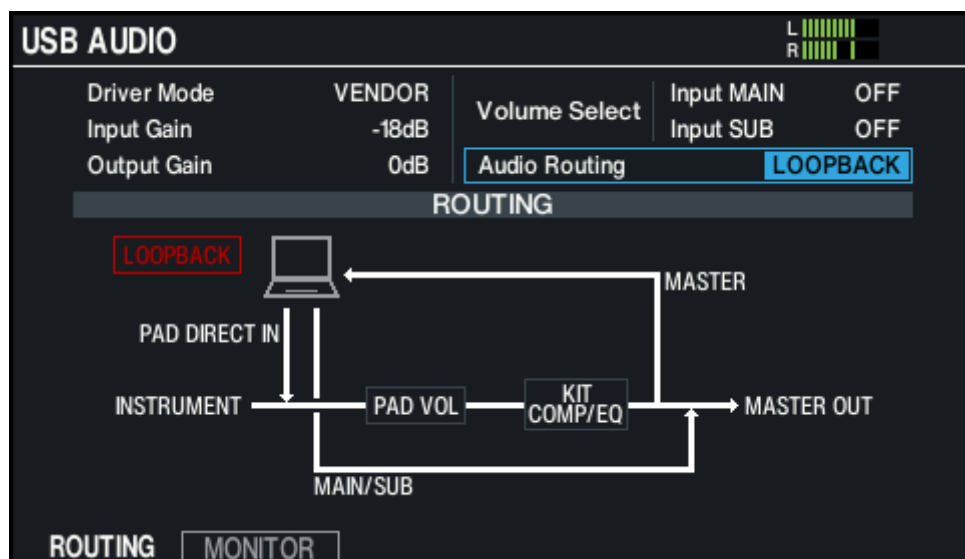 USB AUDIO
L
R
Driver Mode VENDOR
Input Gain -18dB
Output Gain 0dB
Volume Select
Input MAIN OFF
Input SUB OFF
Audio Routing LOOPBACK
ROUTING
LOOPBACK
MASTER
PAD DIRECT IN
INSTRUMENT
PAD VOL
KIT
COMP/EQ
MASTER OUT
MAIN/SUB
ROUTING MONITOR